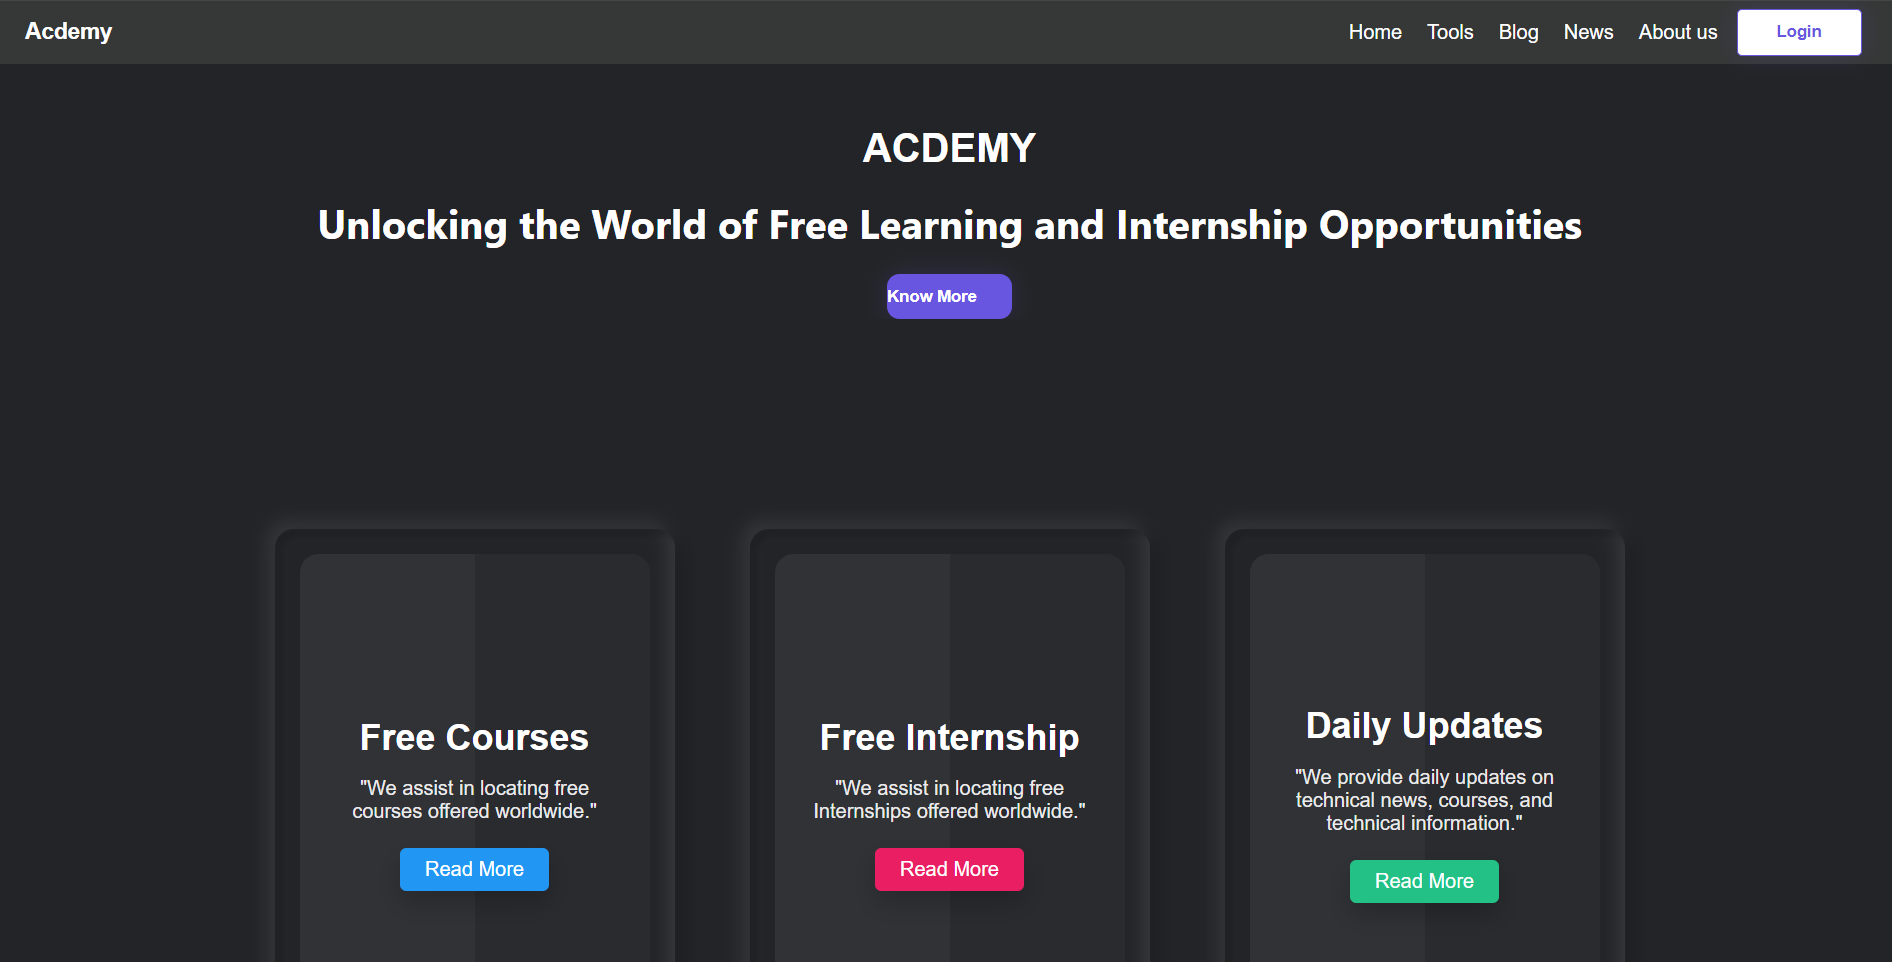 Acdemy
Home Tools Blog News About us Login
ACDEMY
Unlocking the World of Free Learning and Internship Opportunities
Know More
Free Courses
"We assist in locating free
courses offered worldwide."
Read More
Free Internship
"We assist in locating free
Internships offered worldwide."
Read More
Daily Updates
"We provide daily updates on
technical news, courses, and
technical information."
Read More